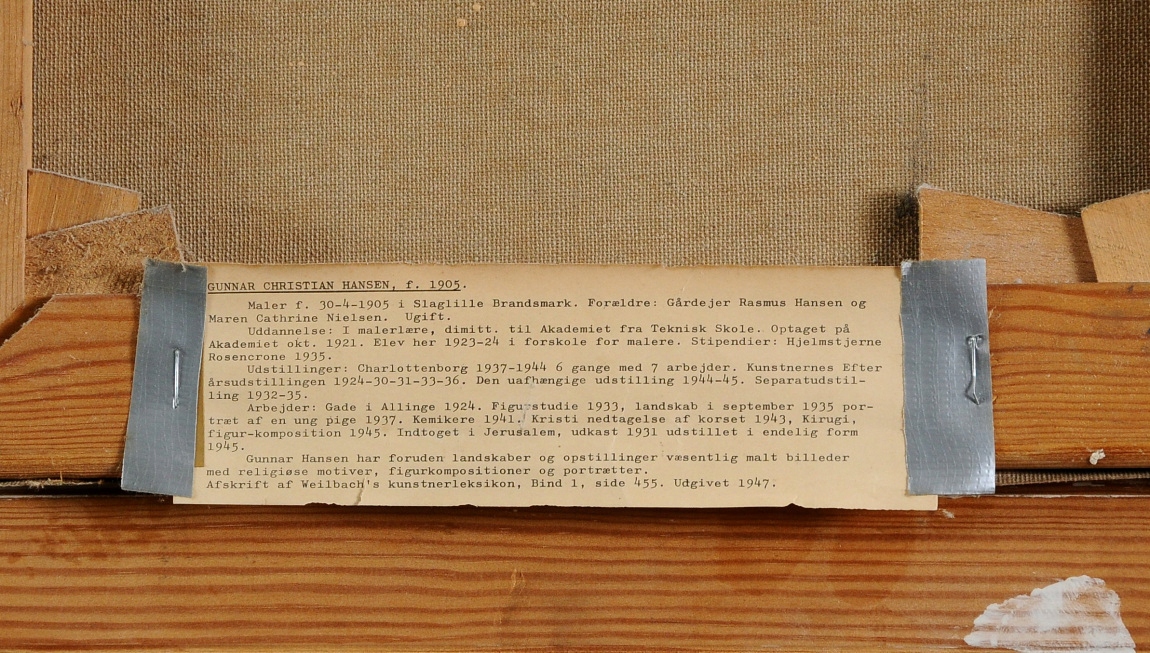 GUNNAR CHRISTIAN HANSEN, f. 1905.
Maler f. 30-4-1905 i Slaglille Brandsmark. Forældre: Gårdejer Rasmus Hansen og
Maren Cathrine Nielsen. Ugift.
Uddannelse: I malerlære, dimitt. til Akademiet fra Teknisk Skole. Optaget på
Akademiet okt. 1921. Elev her 1923-24 i forskole for malere. Stipendier: Hjelmstjerne
Rosencrone 1935.
Udstillinger: Charlottenborg 1937-1944 6 gange med 7 arbejder. Kunstnernes Efter
årsudstillingen 1924-30-31-33-36. Den uafhængige udstilling 1944-45. Separatudstil-
ling 1932-35.
Arbejder: Gade i Allinge 1924. Figurstudie 1933, landskab i september 1935 por-
træt af en ung pige 1937. Kemikere 1941. Kristi nedtagelse af korset 1943, Kirugi,
figur-komposition 1945. Indtoget i Jerusalem, udkast 1931 udstillet i endelig form
1945.
Gunnar Hansen har foruden landskaber og opstillinger væsentlig malt billeder
med religiøse motiver, figurkompositioner og portrætter.
Afskrift af Weilbach's kunstnerleksikon, Bind 1, side 455. Udgivet 1947.